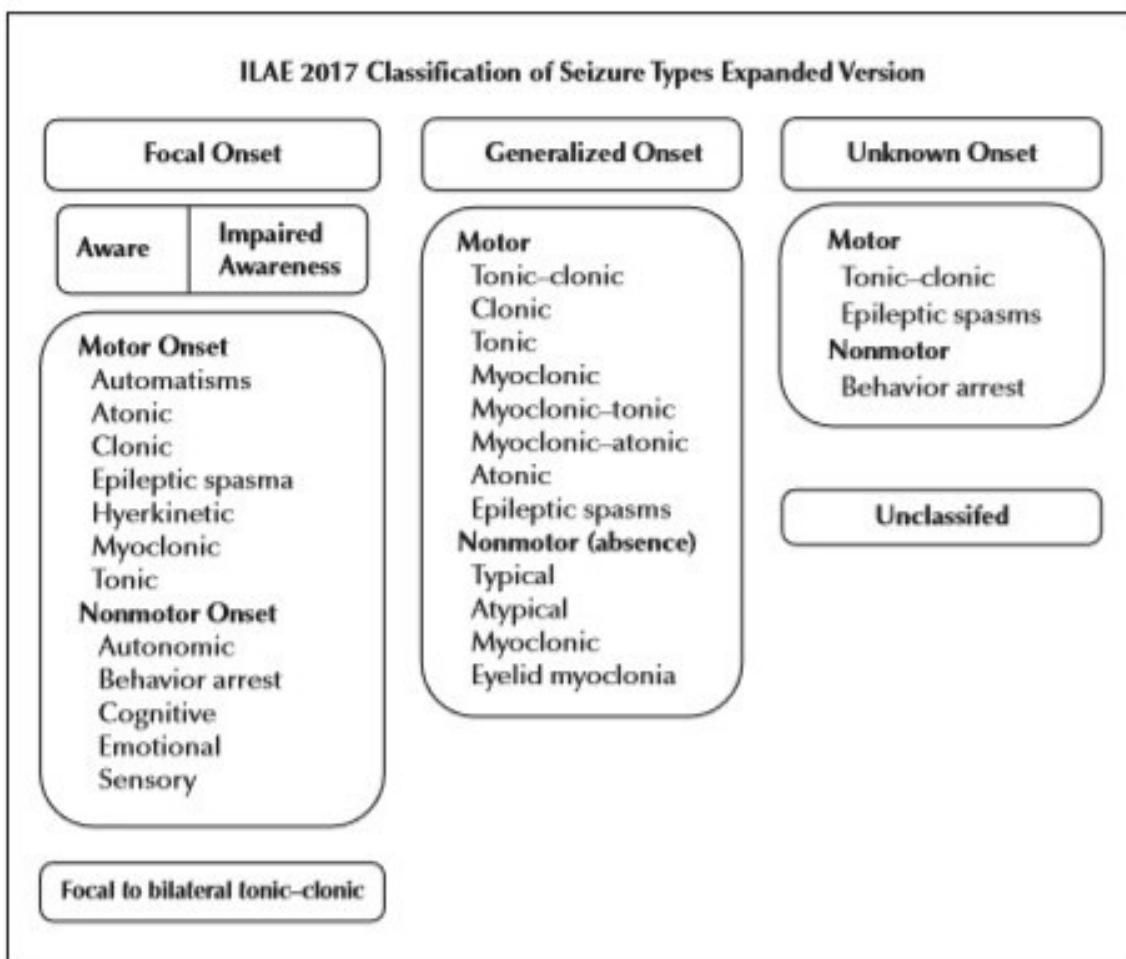 ILAE 2017 Classification of Seizure Types Expanded Version
Focal Onset
Aware
Impaired
Awareness
Motor Onset
Automatisms
Atonic
Clonic
Epileptic spasma
Hyerkinetic
Myoclonic
Tonic
Nonmotor Onset
Autonomic
Behavior arrest
Cognitive
Emotional
Sensory
Focal to bilateral tonic–clonic
Generalized Onset
Motor
Tonic–clonic
Clonic
Tonic
Myoclonic
Myoclonic–tonic
Myoclonic–atonic
Atonic
Epileptic spasms
Nonmotor (absence)
Typical
Atypical
Myoclonic
Eyelid myoclonia
Unknown Onset
Motor
Tonic–clonic
Epileptic spasms
Nonmotor
Behavior arrest
Unclassifed